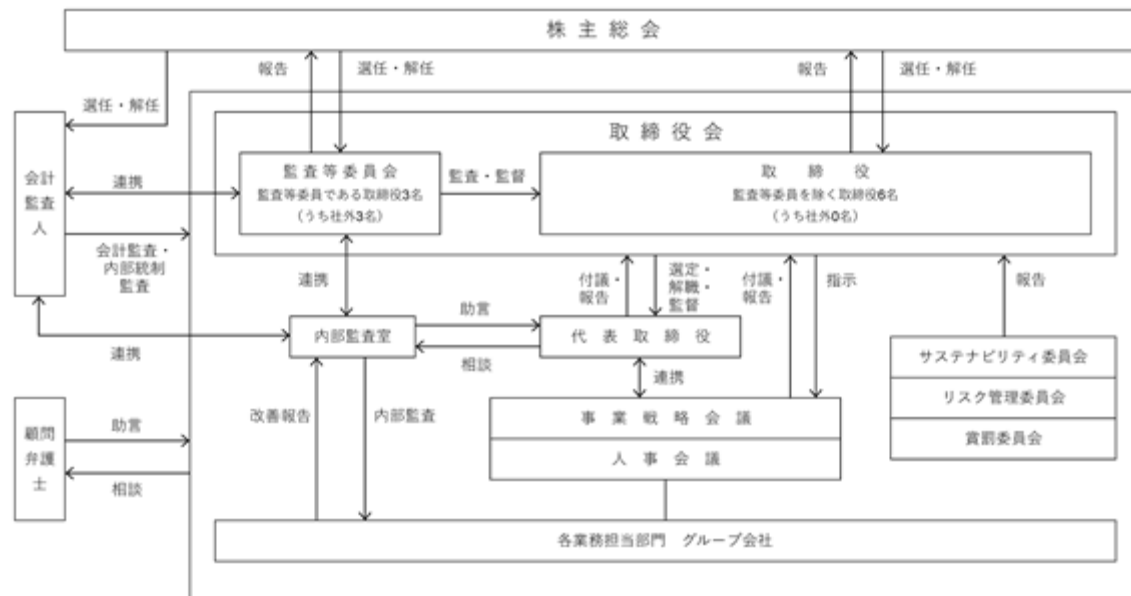 株主総会
報告
選任・解任
報告
選任・解任
選任・解任
取締役会
会計
監査
人
連携
監査等委員会
監査等委員である取締役3名
（うち社外3名）
監査・監督
取締役
監査等委員を除く取締役6名
（うち社外0名）
会計監査・
内部統制
監査
連携
付議・
報告
選定・
解職・
監督
付議・
報告
指示
報告
助言
内部監査室
代表取締役
相談
連携
連携
サステナビリティ委員会
リスク管理委員会
賞罰委員会
改善報告
内部監査
事業戦略会議
人事会議
顧問
弁護
士
助言
相談
各業務担当部門　グループ会社